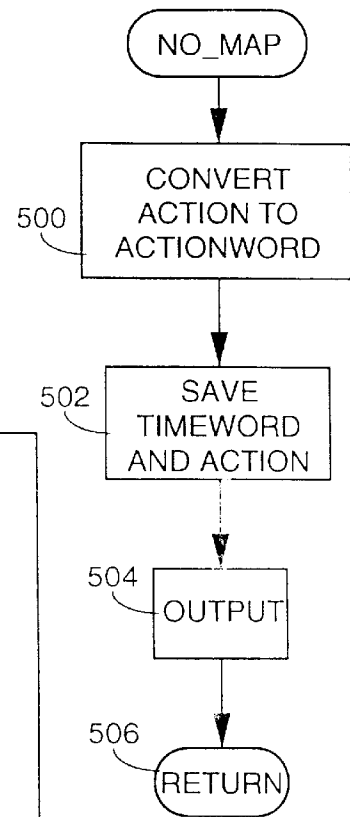 NO_MAP
CONVERT
ACTION TO
ACTIONWORD
500
SAVE
TIMEWORD
AND ACTION
502
OUTPUT
504
RETURN
506